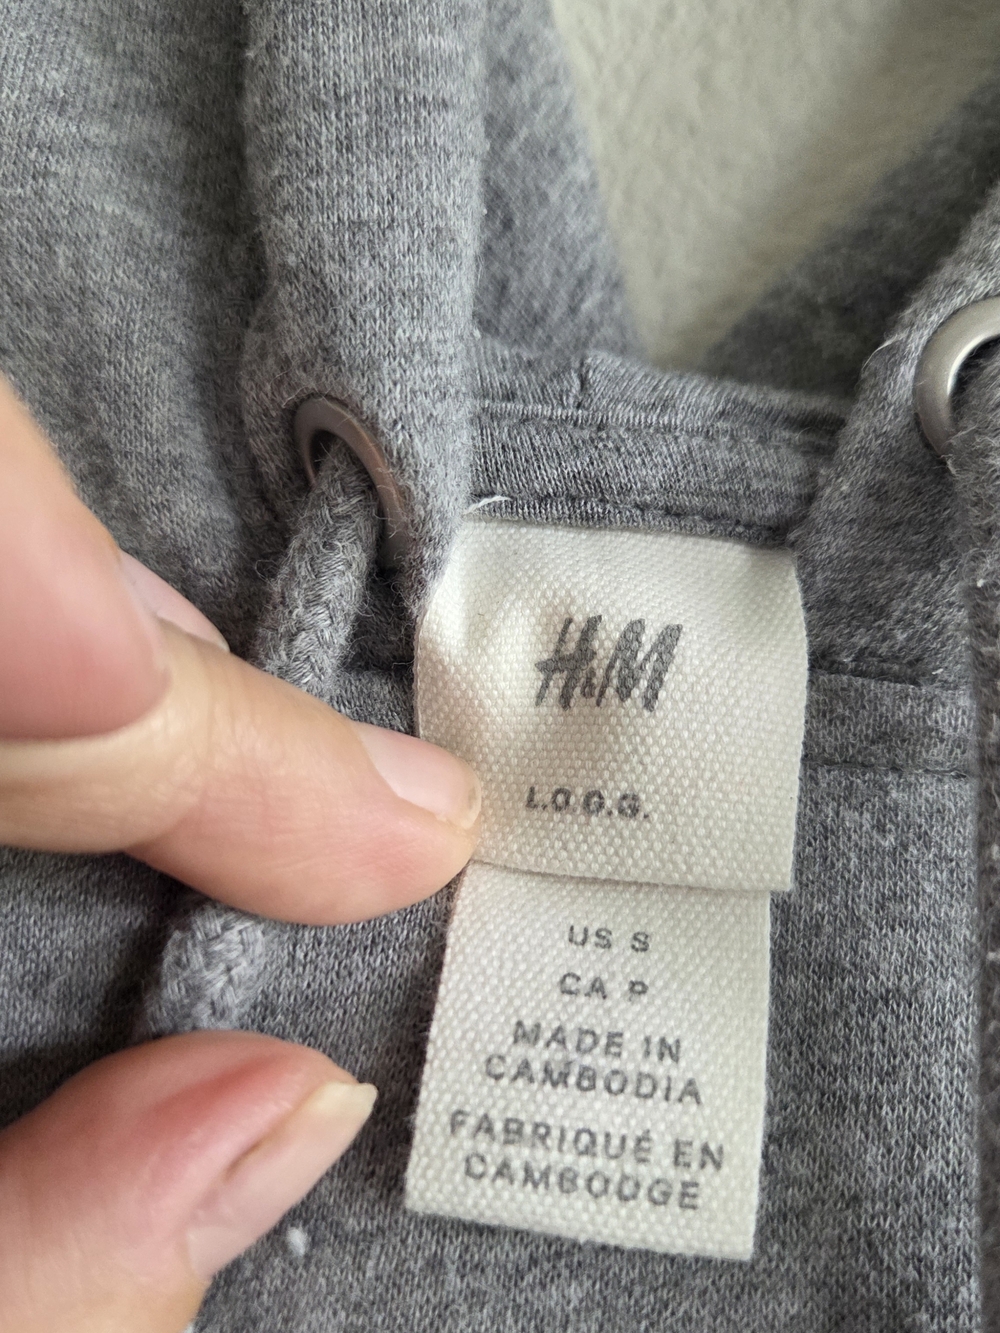 H&M
L.O.G.G.
US S
CA P
MADE IN
CAMBODIA
FABRIQUÉ EN
CAMBODGE